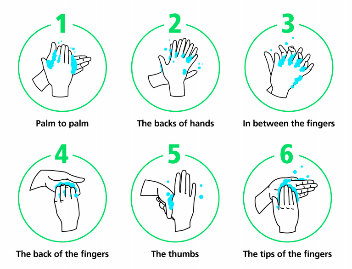 1
2
3
Palm to palm
The backs of hands
In between the fingers
4
5
6
The back of the fingers
The thumbs
The tips of the fingers